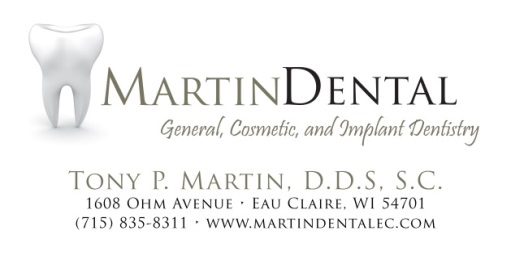 MARTINDENTAL
General, Cosmetic, and Implant Dentistry
TONY P. MARTIN, D.D.S, S.C.
1608 OHM AVENUE · EAU CLAIRE, WI 54701
(715) 835-8311 · WWW.MARTINDENTALEC.COM